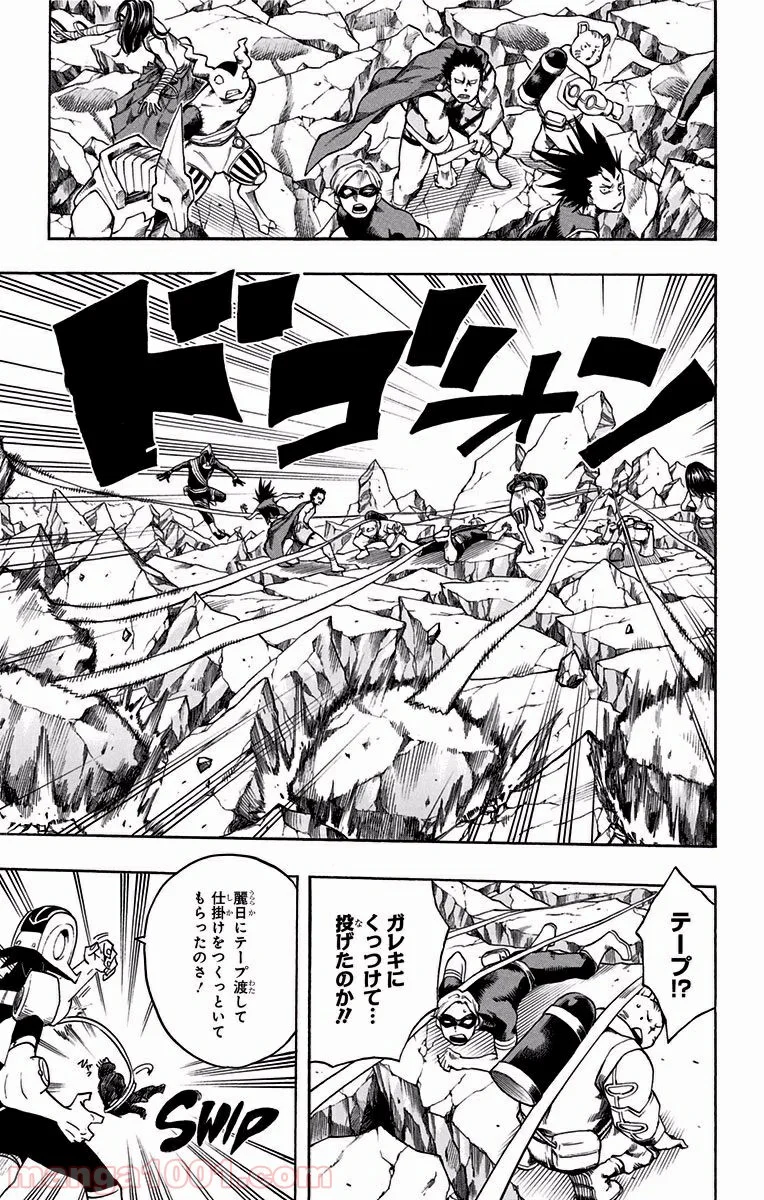 ドゴォン
テープ!?
ガレキに
くっつけて…
投げたのか!!
麗日にテープ渡して
仕掛けをつくっといて
もらったのさ!
SWIP
manga1001.com